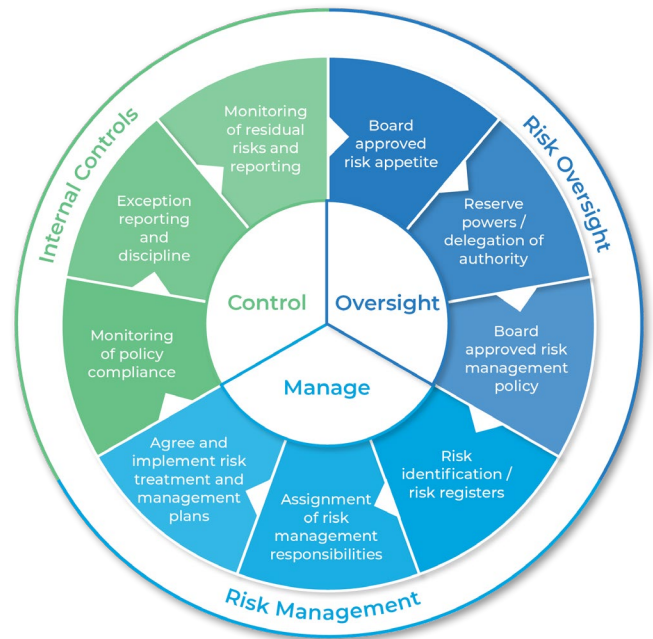 Internal Controls
Risk Oversight
Risk Management
Control
Oversight
Manage
Board
approved
risk appetite
Reserve
powers /
delegation of
authority
Board
approved risk
management
policy
Risk
identification /
risk registers
Assignment
of risk
management
responsibilities
Agree and
implement risk
treatment and
management
plans
Monitoring
of policy
compliance
Exception
reporting
and
discipline
Monitoring
of residual
risks and
reporting